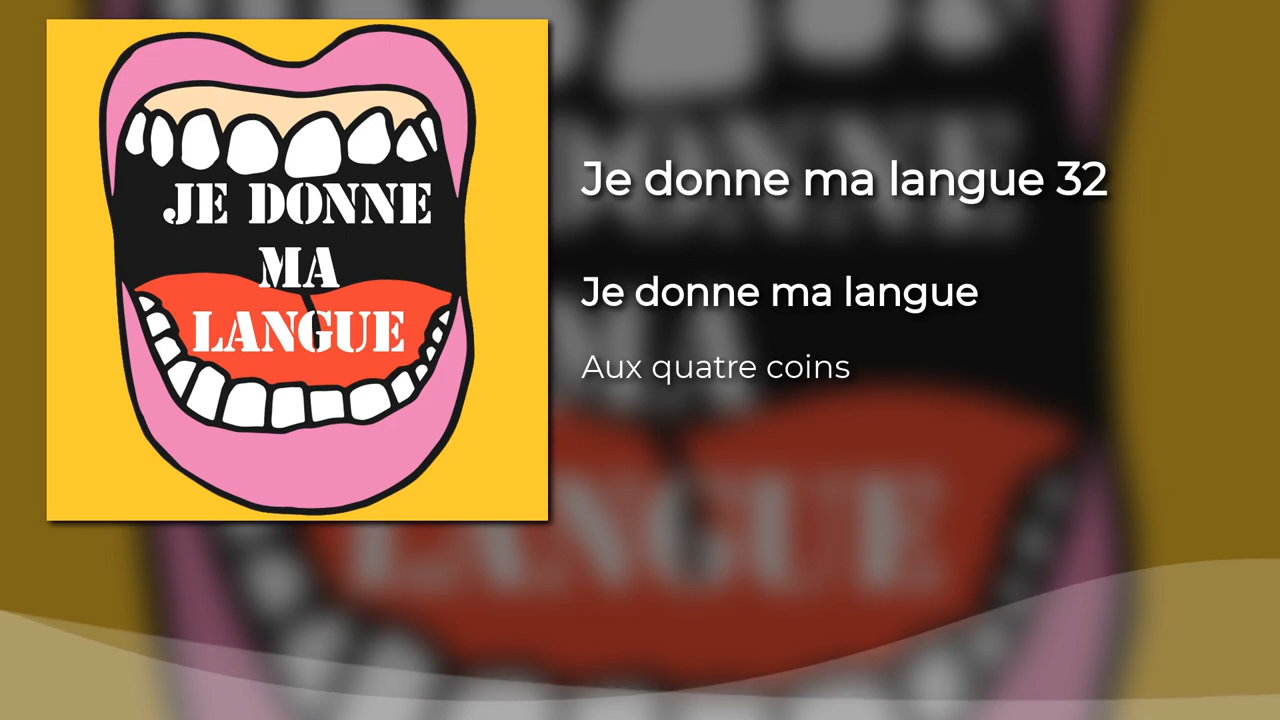 JE DONNE
MA
LANGUE
Je donne ma langue 32
Je donne ma langue
Aux quatre coins